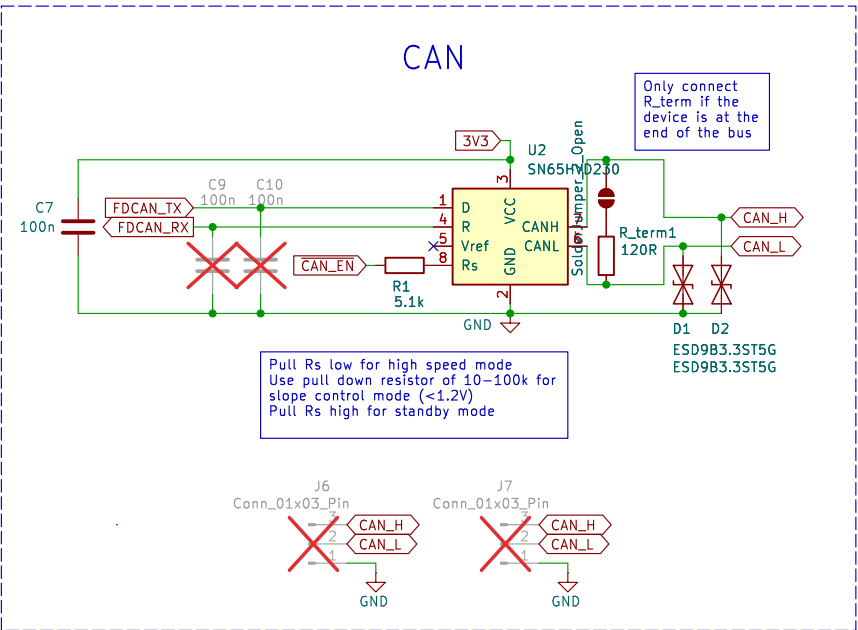 CAN
Only connect
R_term if the
device is at the
end of the bus
3V3
U2
SN65HVD230
Solder_Jumper_2_Open
C7
100n
C9
100n
C10
100n
FDCAN_TX
FDCAN_RX
CAN_EN
R1
5.1k
1
4
5
8
3
2
D
R
Vref
Rs
VCC
GND
CANH
CANL
7
6
R_term1
120R
CAN_H
CAN_L
GND
D1
D2
ESD9B3.3ST5G
ESD9B3.3ST5G
Pull Rs low for high speed mode
Use pull down resistor of 10-100k for
slope control mode (<1.2V)
Pull Rs high for standby mode
J6
Conn_01x03_Pin
3
2
1
CAN_H
CAN_L
GND
J7
Conn_01x03_Pin
3
2
1
CAN_H
CAN_L
GND